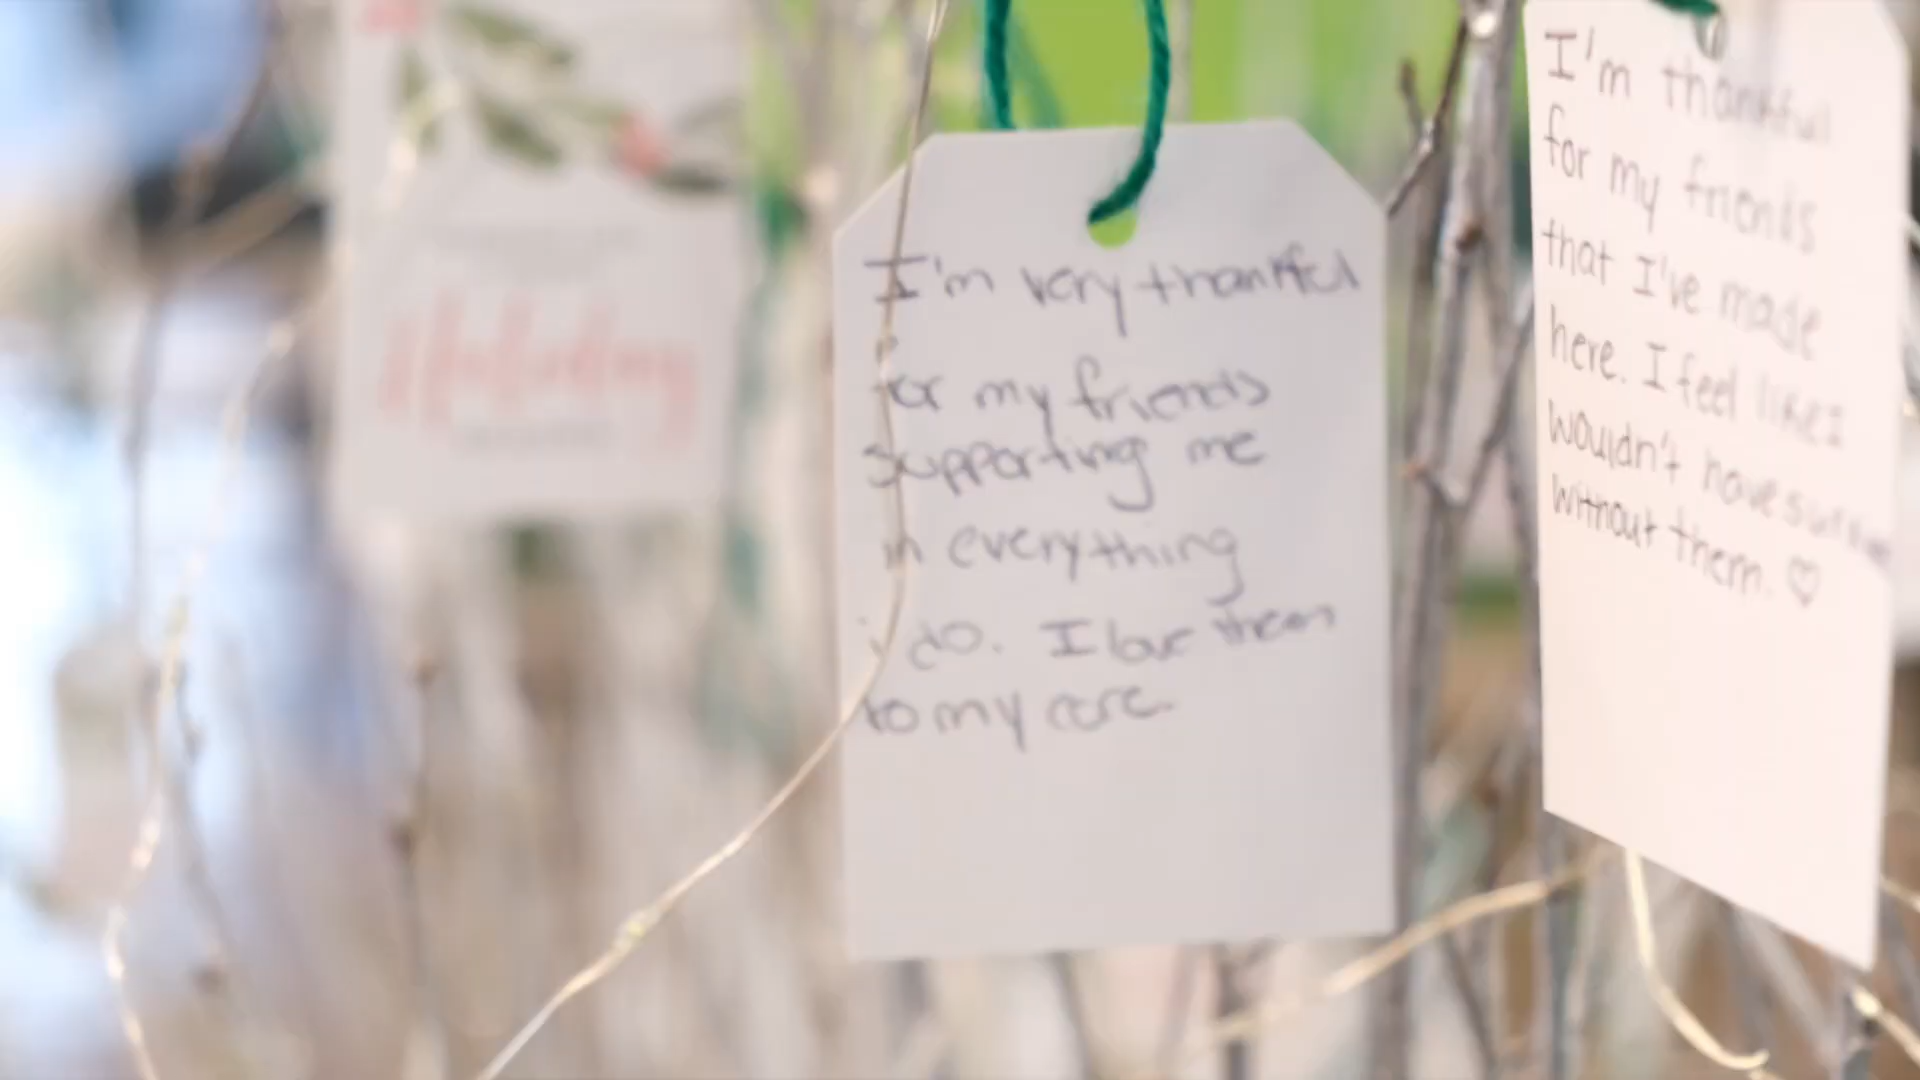 Holiday
I'm very thankful
for my friends
supporting me
in everything
i do. I love them
to my core.
I'm thankful
for my friends
that I've made
here. I feel like I
wouldn't have
without them. ♡